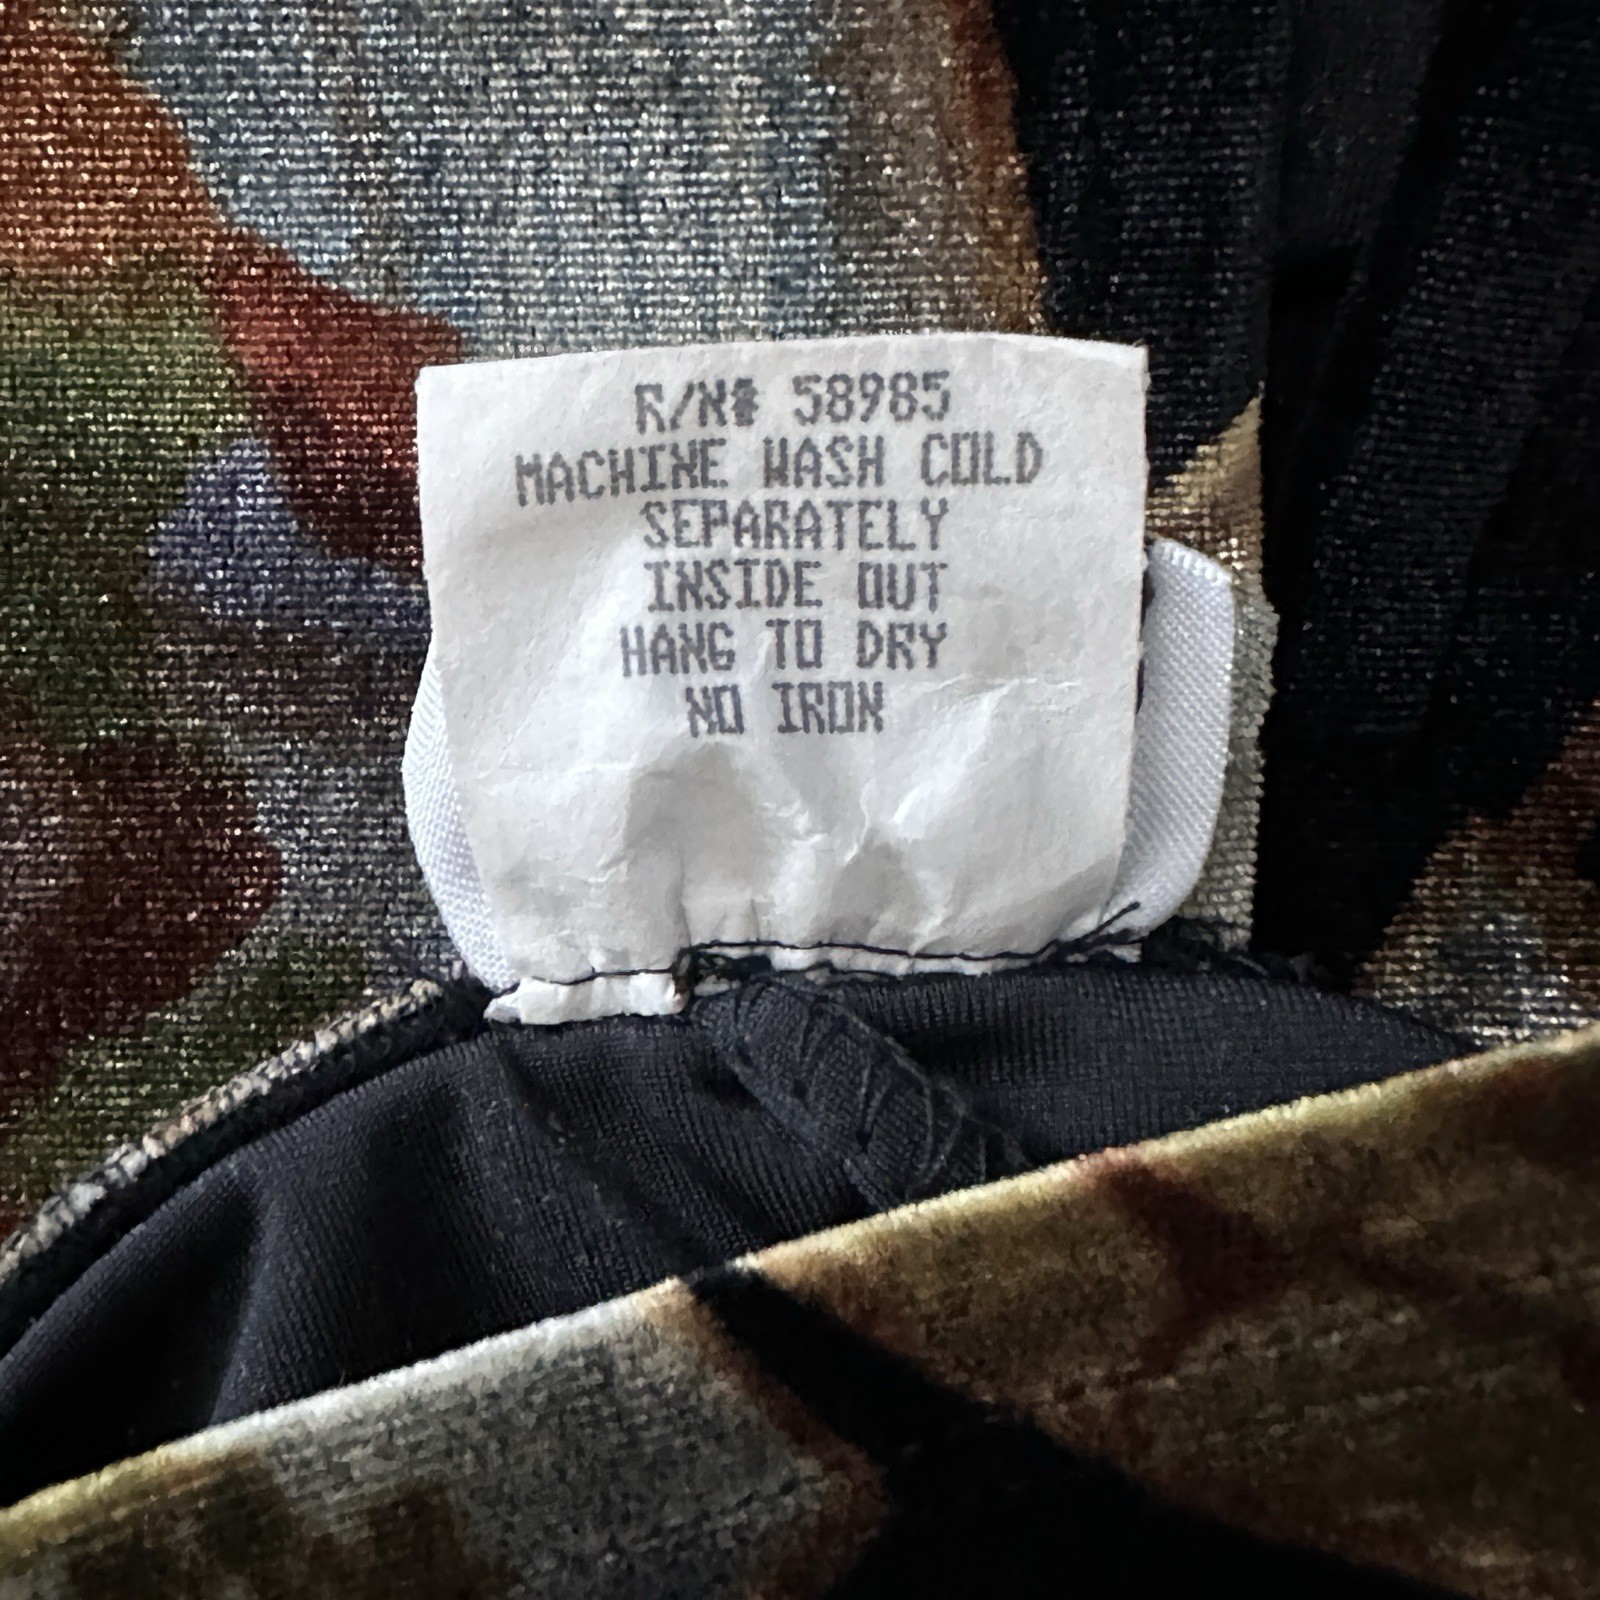 R/N# 58985
MACHINE WASH COLD
SEPARATELY
INSIDE OUT
HANG TO DRY
NO IRON